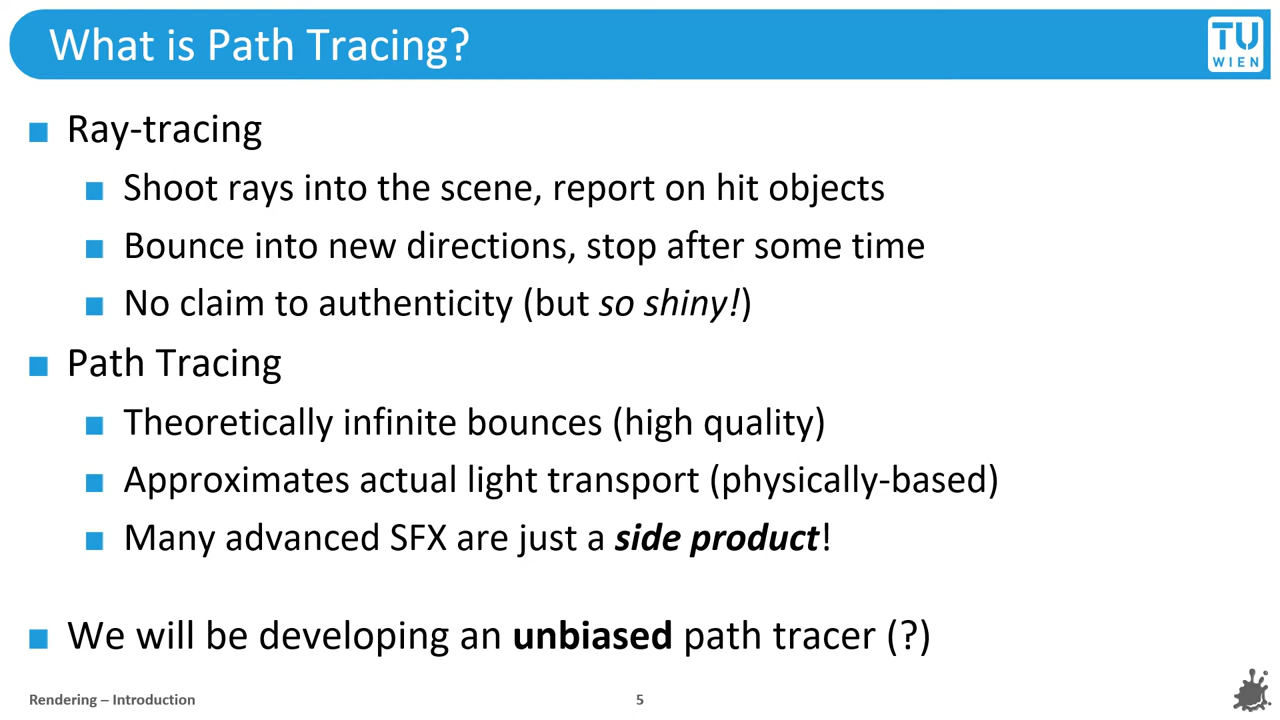 What is Path Tracing?
TU
WIEN
Ray-tracing
Shoot rays into the scene, report on hit objects
Bounce into new directions, stop after some time
No claim to authenticity (but so shiny!)
Path Tracing
Theoretically infinite bounces (high quality)
Approximates actual light transport (physically-based)
Many advanced SFX are just a side product!
We will be developing an unbiased path tracer (?)
Rendering – Introduction
5